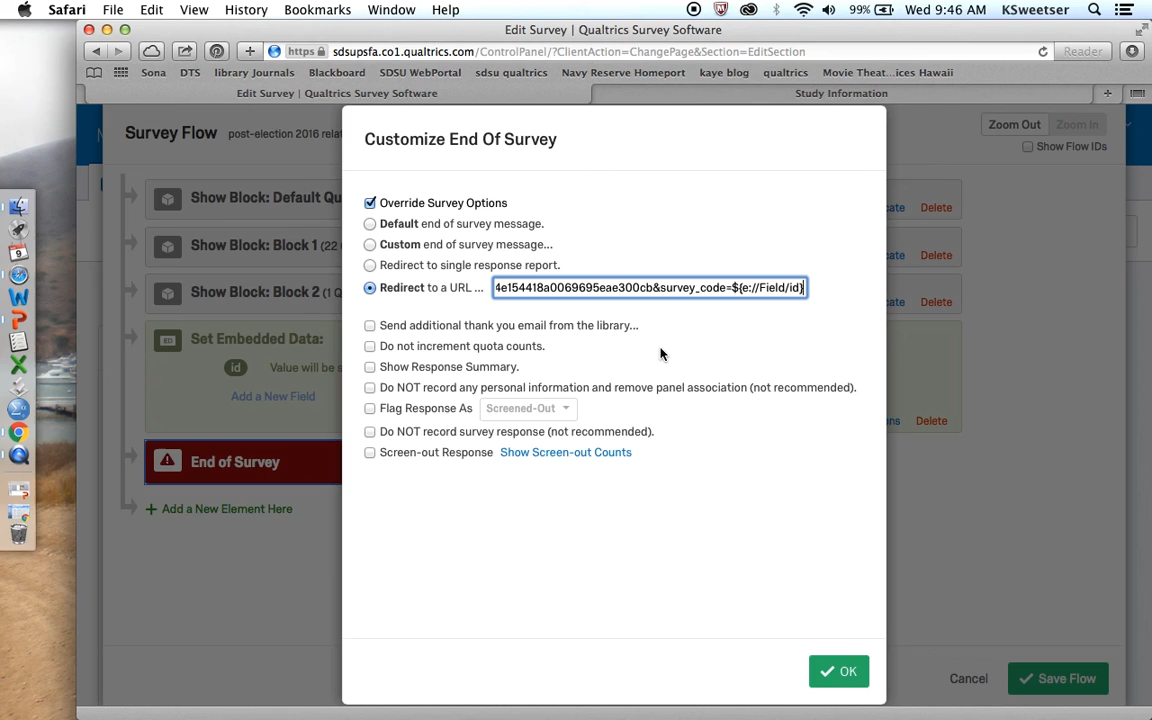 Safari File Edit View History Bookmarks Window Help 99% Wed 9:46 AM KSweetser
Edit Survey | Qualtrics Survey Software
https sdsupsfa.co1.qualtrics.com/ControlPanel/?ClientAction=ChangePage&Section=EditSection Reader
Sona DTS library Journals Blackboard SDSU WebPortal sdsu qualtrics Navy Reserve Homeport kaye blog qualtrics Movie Theat...ices Hawaii
Edit Survey | Qualtrics Survey Software Study Information
Survey Flow post-election 2016 relat Zoom Out Zoom In
Show Flow IDs
Customize End Of Survey
Show Block: Default Qu cate Delete
Show Block: Block 1 (22 cate Delete
Show Block: Block 2 (1 Q cate Delete
Set Embedded Data:
id Value will be s
Add a New Field
ns Delete
End of Survey
+ Add a New Element Here
Override Survey Options
Default end of survey message.
Custom end of survey message...
Redirect to single response report.
Redirect to a URL ... 4e154418a0069695eae300cb&survey_code=${e://Field/id}
Send additional thank you email from the library...
Do not increment quota counts.
Show Response Summary.
Do NOT record any personal information and remove panel association (not recommended).
Flag Response As Screened-Out
Do NOT record survey response (not recommended).
Screen-out Response Show Screen-out Counts
OK
Cancel Save Flow